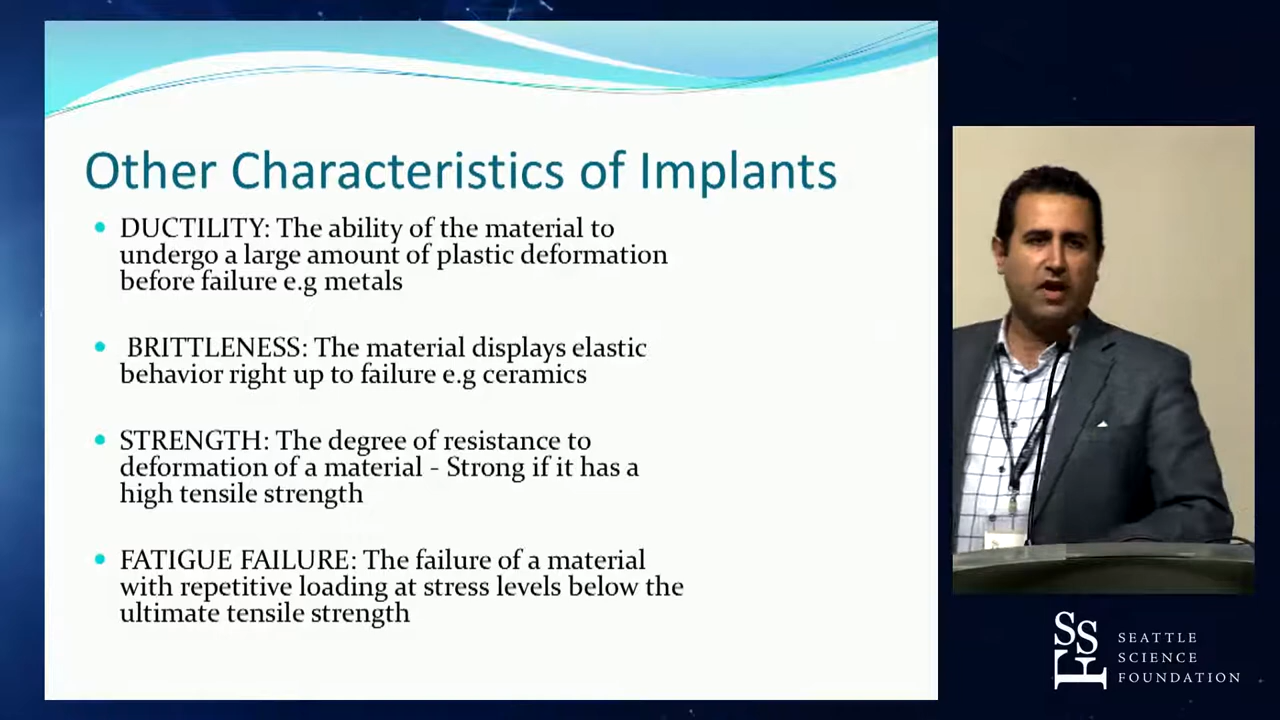 Other Characteristics of Implants
• DUCTILITY: The ability of the material to
undergo a large amount of plastic deformation
before failure e.g metals
• BRITTLENESS: The material displays elastic
behavior right up to failure e.g ceramics
• STRENGTH: The degree of resistance to
deformation of a material - Strong if it has a
high tensile strength
• FATIGUE FAILURE: The failure of a material
with repetitive loading at stress levels below the
ultimate tensile strength
SSF
SEATTLE
SCIENCE
FOUNDATION